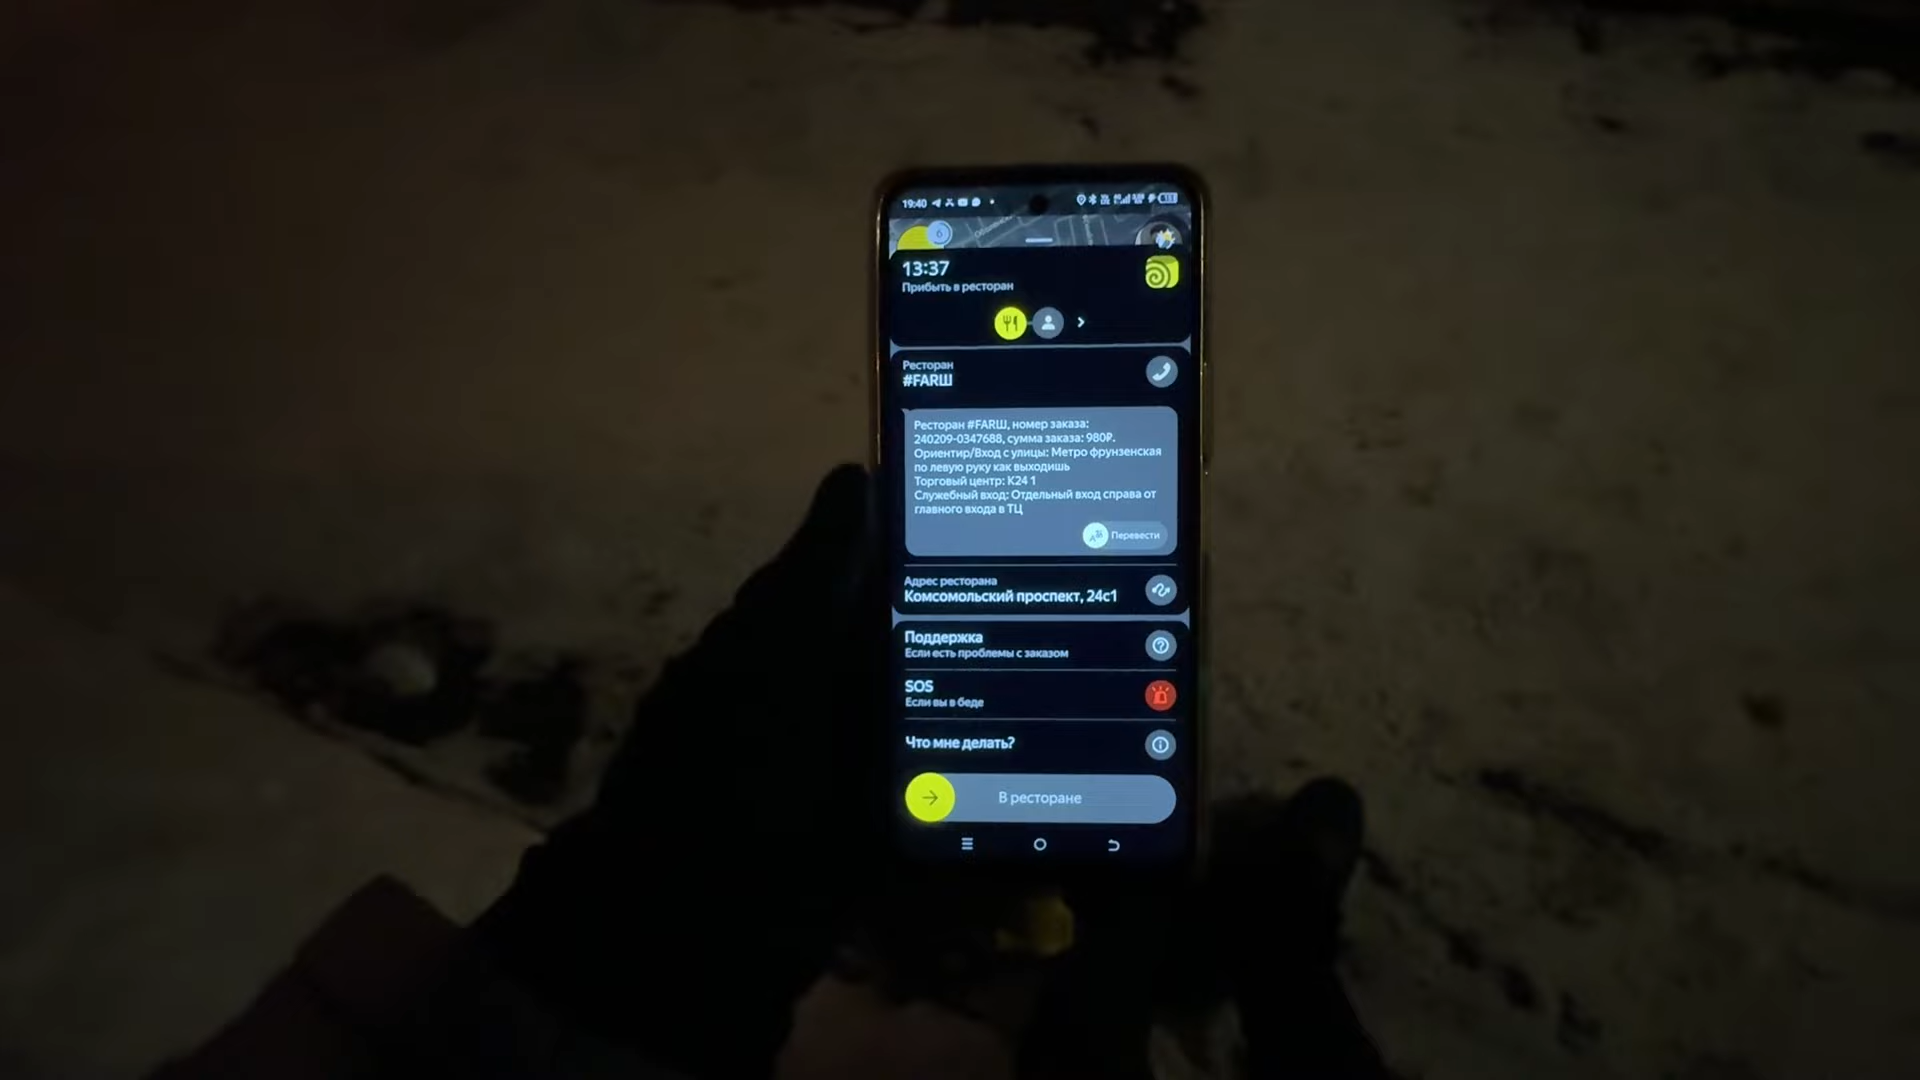 19:40
6
13:37
Прибыть в ресторан
Ресторан
#FARШ
Ресторан #FARШ, номер заказа:
240209-0347688, сумма заказа: 980₽.
Ориентир/Вход с улицы: Метро фрунзенская
по левую руку как выходишь
Торговый центр: К24 1
Служебный вход: Отдельный вход справа от
главного входа в ТЦ
Перевести
Адрес ресторана
Комсомольский проспект, 24с1
Поддержка
Если есть проблемы с заказом
SOS
Если вы в беде
Что мне делать?
В ресторане